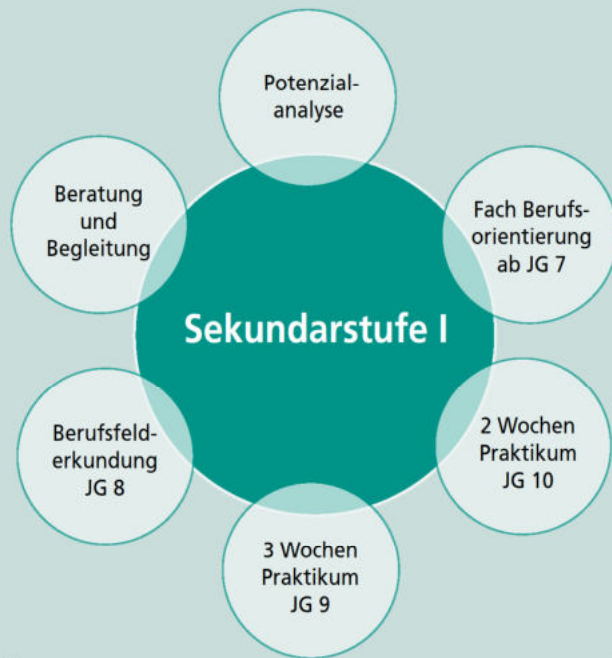 Potenzial-
analyse
Beratung
und
Begleitung
Fach Berufs-
orientierung
ab JG 7
Sekundarstufe I
Berufsfeld-
erkundung
JG 8
2 Wochen
Praktikum
JG 10
3 Wochen
Praktikum
JG 9